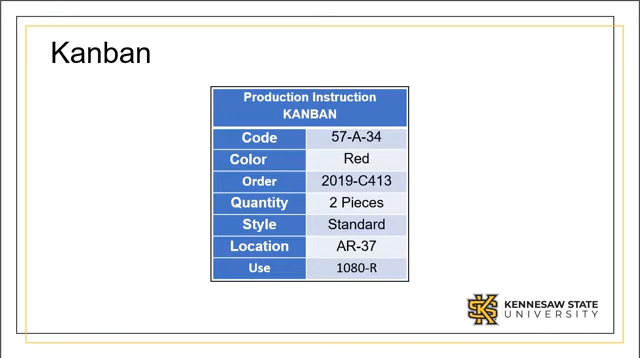 Kanban
Production Instruction
KANBAN
Code 57-A-34
Color Red
Order 2019-C413
Quantity 2 Pieces
Style Standard
Location AR-37
Use 1080-R
KENNESAW STATE
UNIVERSITY